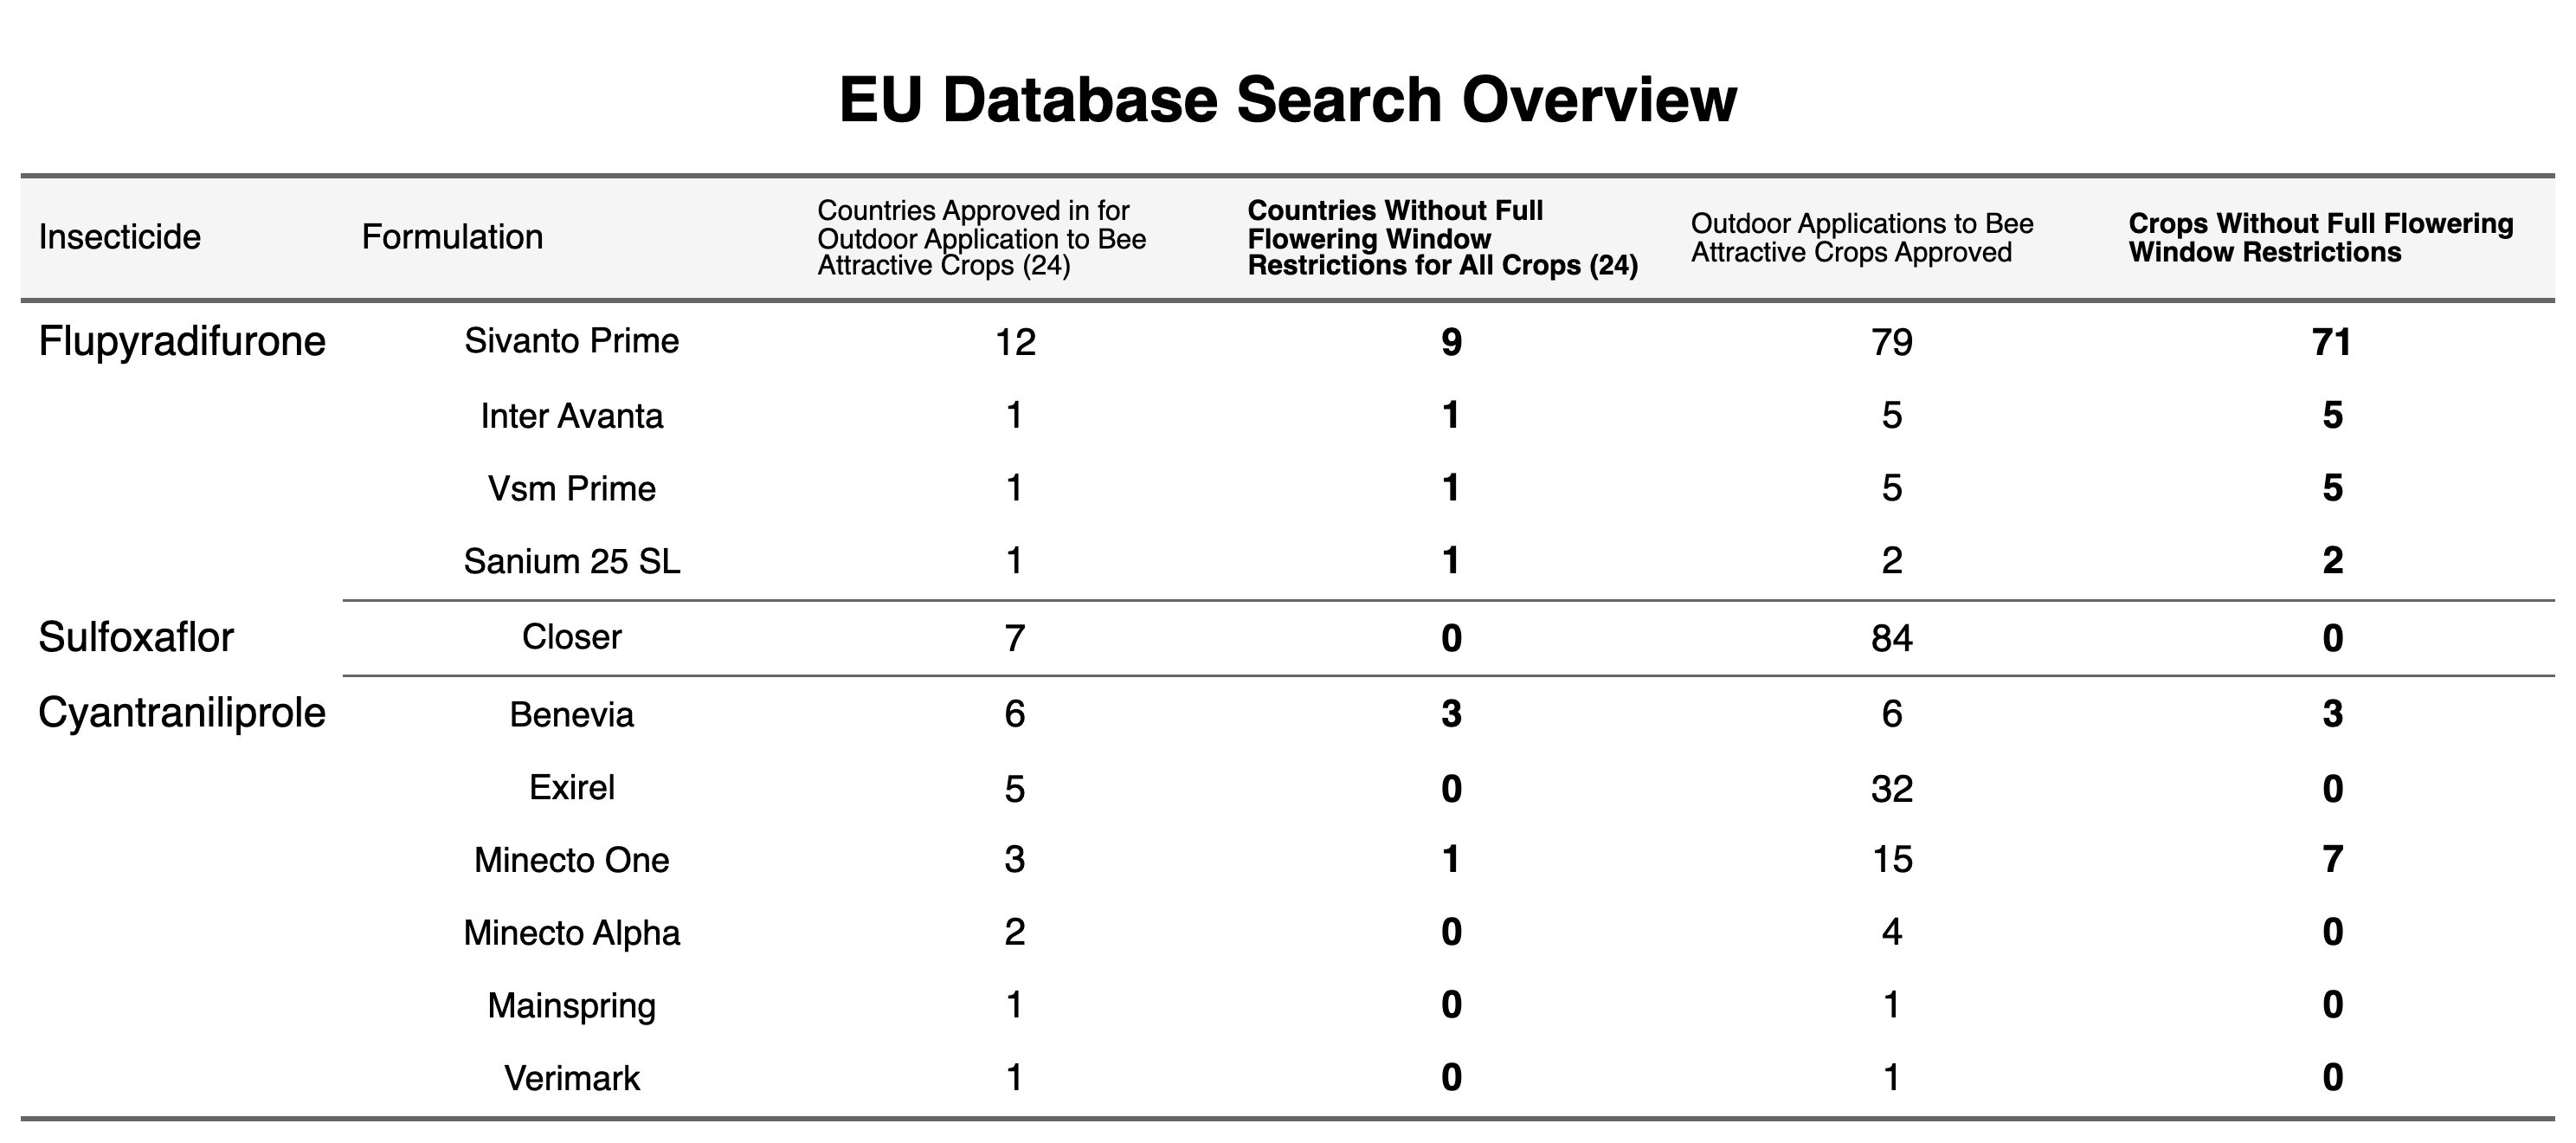 EU Database Search Overview
Insecticide
Formulation
Countries Approved in for
Outdoor Application to Bee
Attractive Crops (24)
Countries Without Full
Flowering Window
Restrictions for All Crops (24)
Outdoor Applications to Bee
Attractive Crops Approved
Crops Without Full Flowering
Window Restrictions
Flupyradifurone Sivanto Prime 12 9 79 71
Inter Avanta 1 1 5 5
Vsm Prime 1 1 5 5
Sanium 25 SL 1 1 2 2
Sulfoxaflor Closer 7 0 84 0
Cyantraniliprole Benevia 6 3 6 3
Exirel 5 0 32 0
Minecto One 3 1 15 7
Minecto Alpha 2 0 4 0
Mainspring 1 0 1 0
Verimark 1 0 1 0